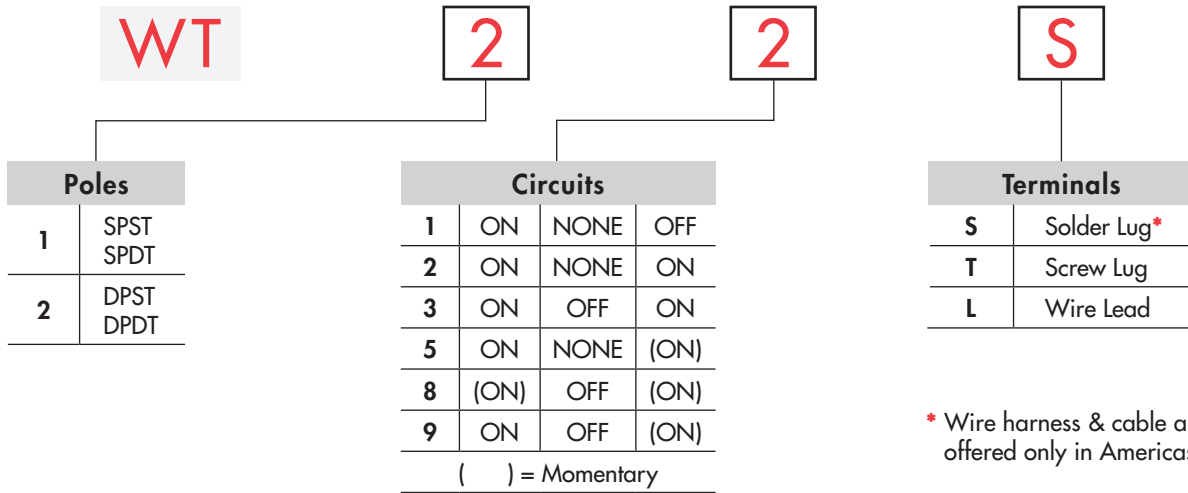 WT 2 2 S
Poles
1 SPST
SPDT
2 DPST
DPDT
Circuits
1 ON NONE OFF
2 ON NONE ON
3 ON OFF ON
5 ON NONE (ON)
8 (ON) OFF (ON)
9 ON OFF (ON)
( ) = Momentary
Terminals
S Solder Lug*
T Screw Lug
L Wire Lead
* Wire harness & cable
offered only in Americas